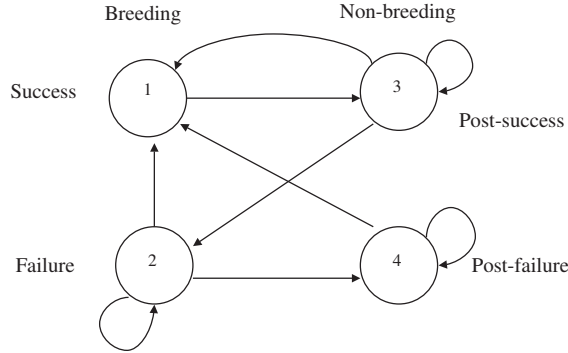 Breeding
Non-breeding
Success
1
3
Post-success
Failure
2
4
Post-failure